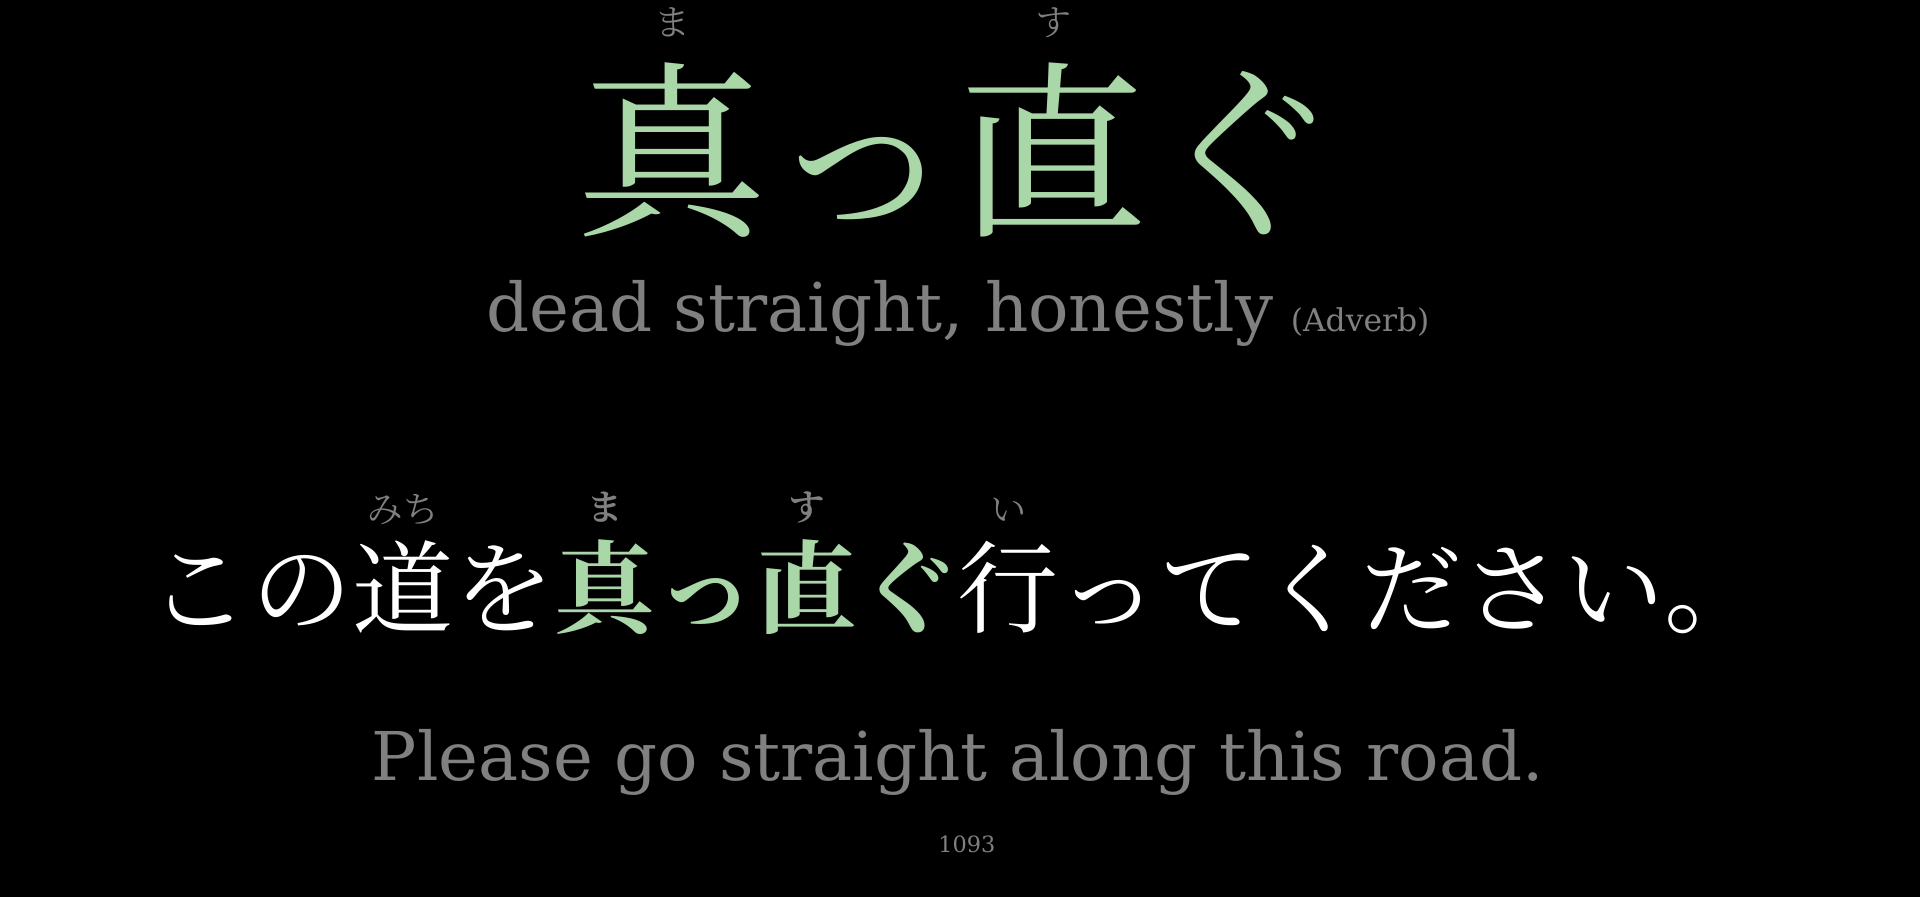 ま す
真っ直ぐ
dead straight, honestly (Adverb)
みち ま す い
この道を真っ直ぐ行ってください。
Please go straight along this road.
1093